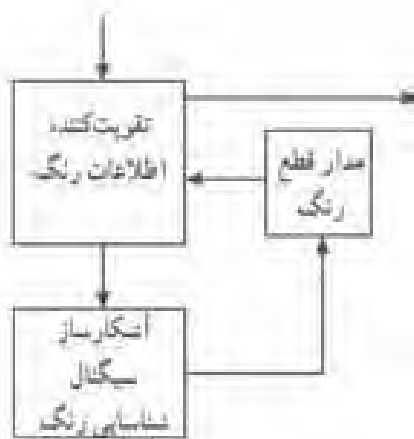 تقویت‌کننده
اطلاعات رنگ
مدار قطع
رنگ
آشکارساز
سیگنال
شناسایی رنگ